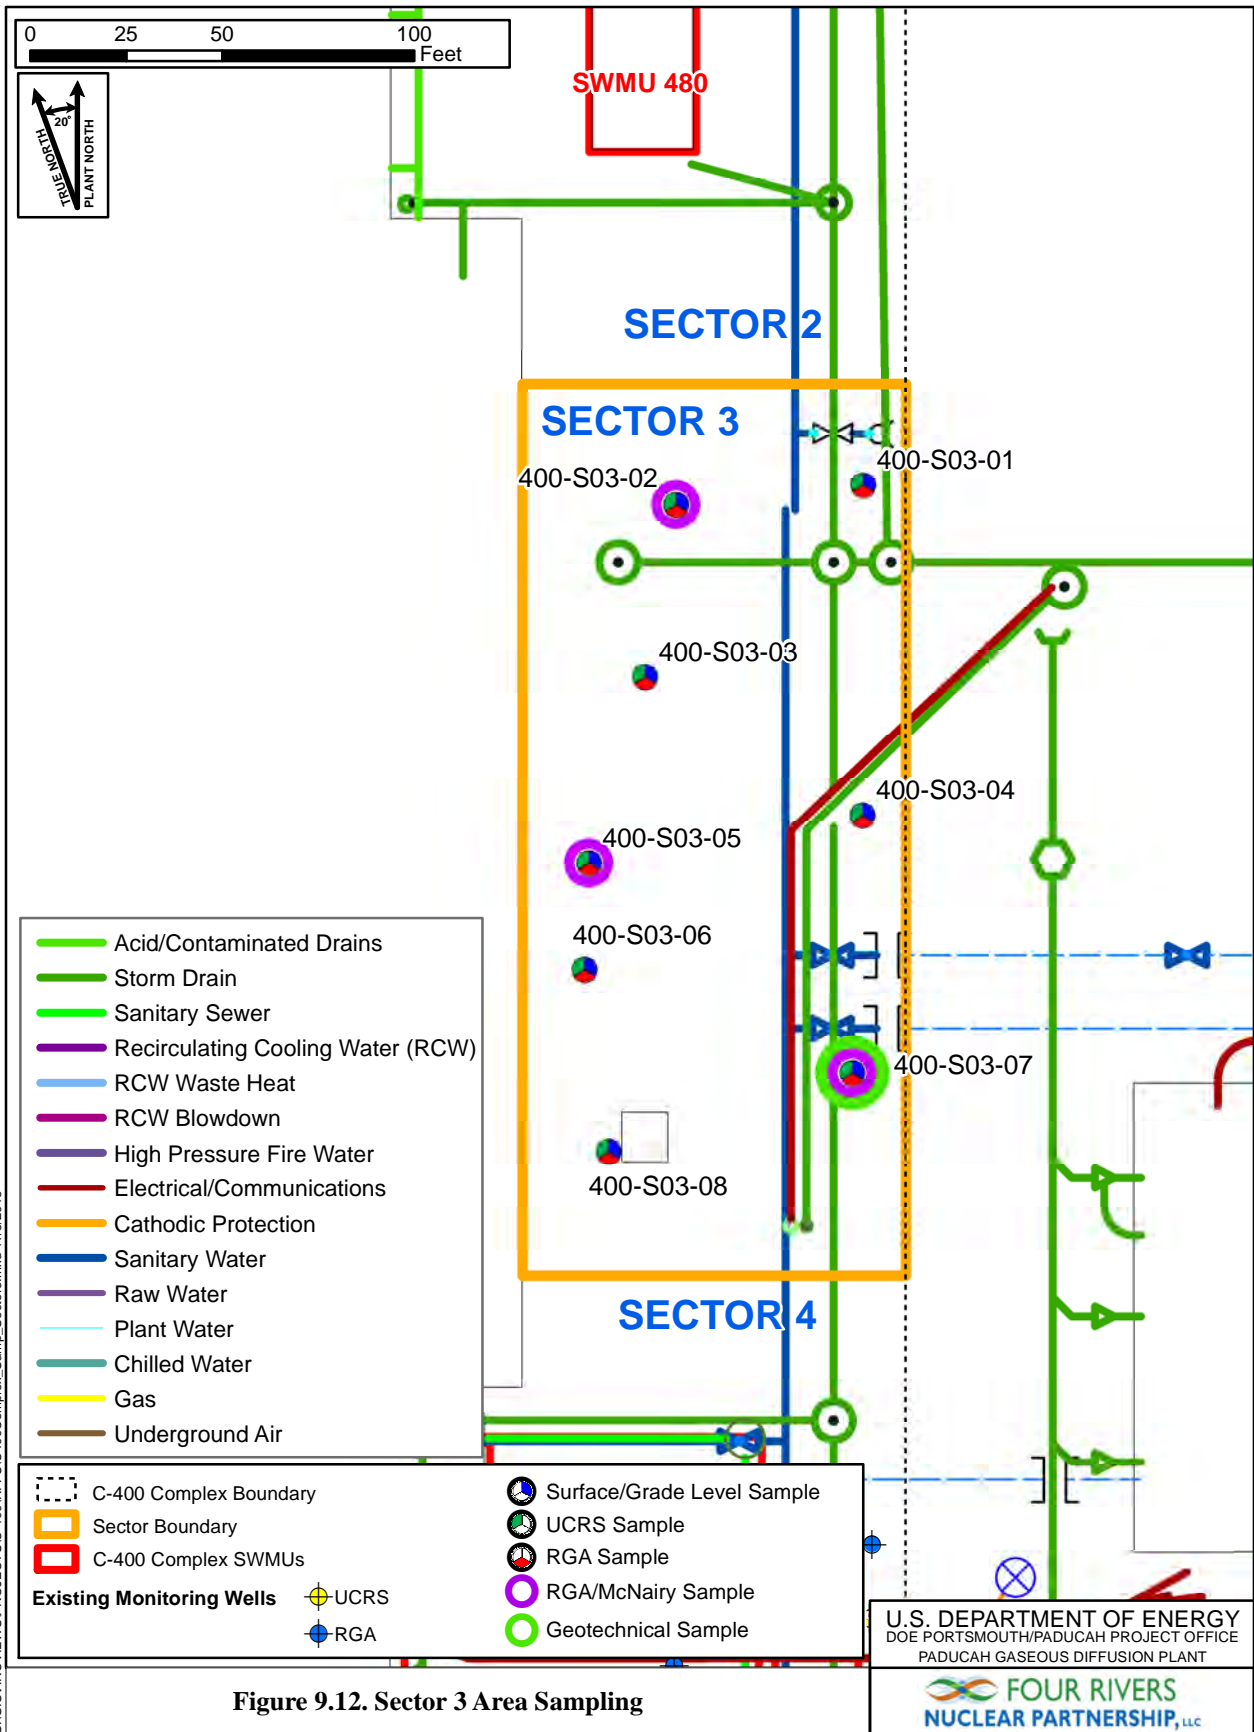 0 25 50 100
Feet
20°
TRUE NORTH
PLANT NORTH
SWMU 480
SECTOR 2
SECTOR 3
400-S03-01
400-S03-02
400-S03-03
400-S03-04
400-S03-05
400-S03-06
400-S03-07
400-S03-08
SECTOR 4
Acid/Contaminated Drains
Storm Drain
Sanitary Sewer
Recirculating Cooling Water (RCW)
RCW Waste Heat
RCW Blowdown
High Pressure Fire Water
Electrical/Communications
Cathodic Protection
Sanitary Water
Raw Water
Plant Water
Chilled Water
Gas
Underground Air
C-400 Complex Boundary
Sector Boundary
C-400 Complex SWMUs
Existing Monitoring Wells
UCRS
RGA
Surface/Grade Level Sample
UCRS Sample
RGA Sample
RGA/McNairy Sample
Geotechnical Sample
U.S. DEPARTMENT OF ENERGY
DOE PORTSMOUTH/PADUCAH PROJECT OFFICE
PADUCAH GASEOUS DIFFUSION PLANT
FOUR RIVERS
NUCLEAR PARTNERSHIP, LLC
Figure 9.12. Sector 3 Area Sampling